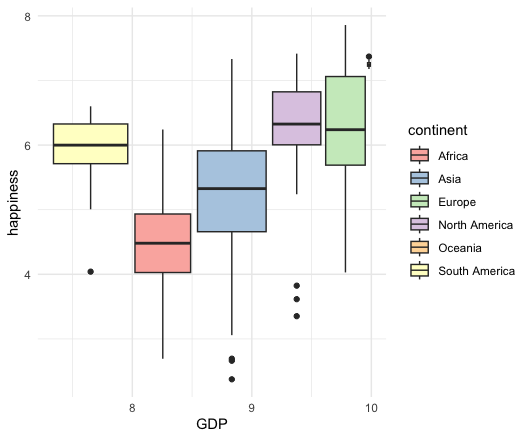 8
6
4
happiness
8
9
10
GDP
continent
Africa
Asia
Europe
North America
Oceania
South America